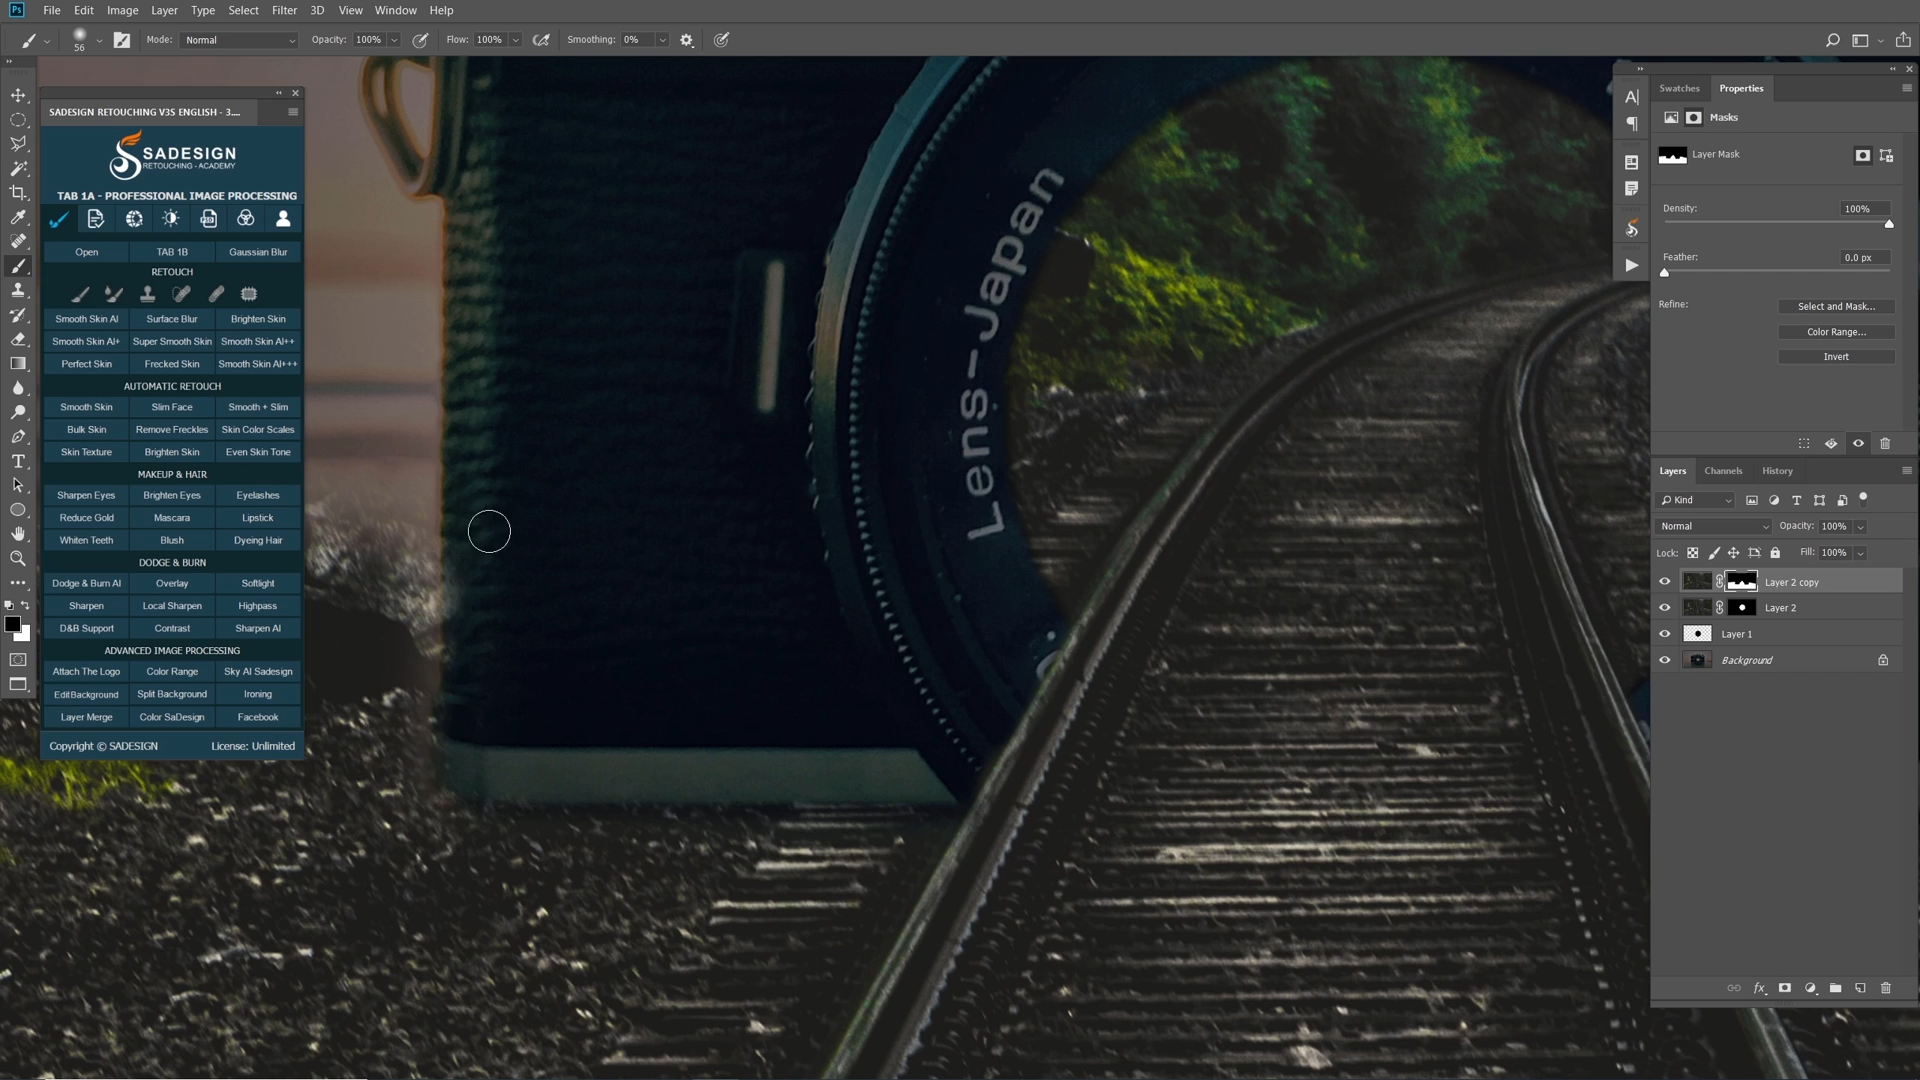 Ps File Edit Image Layer Type Select Filter 3D View Window Help
56 Mode: Normal Opacity: 100% Flow: 100% Smoothing: 0%
SADESIGN RETOUCHING V3S ENGLISH - 3....
SADESIGN
RETOUCHING - ACADEMY
TAB 1A - PROFESSIONAL IMAGE PROCESSING
Open TAB 1B Gaussian Blur
RETOUCH
Smooth Skin AI Surface Blur Brighten Skin
Smooth Skin AI+ Super Smooth Skin Smooth Skin AI++
Perfect Skin Frecked Skin Smooth Skin AI+++
AUTOMATIC RETOUCH
Smooth Skin Slim Face Smooth + Slim
Bulk Skin Remove Freckles Skin Color Scales
Skin Texture Brighten Skin Even Skin Tone
MAKEUP & HAIR
Sharpen Eyes Brighten Eyes Eyelashes
Reduce Gold Mascara Lipstick
Whiten Teeth Blush Dyeing Hair
DODGE & BURN
Dodge & Burn AI Overlay Softlight
Sharpen Local Sharpen Highpass
D&B Support Contrast Sharpen AI
ADVANCED IMAGE PROCESSING
Attach The Logo Color Range Sky AI Sadesign
EditBackground Split Background Ironing
Layer Merge Color SaDesign Facebook
Copyright © SADESIGN License: Unlimited
Lens-Japan
Swatches Properties
Masks
Layer Mask
Density: 100%
Feather: 0.0 px
Refine: Select and Mask...
Color Range...
Invert
Layers Channels History
Kind
Normal Opacity: 100%
Lock: Fill: 100%
Layer 2 copy
Layer 2
Layer 1
Background
fx